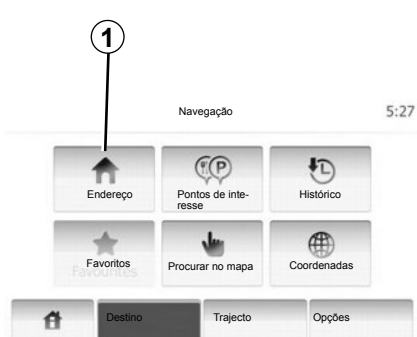 1
Navegação
5:27
Endereço
Pontos de inte-
resse
Histórico
Favoritos
Favourites
Procurar no mapa
Coordenadas
Destino
Trajecto
Opções